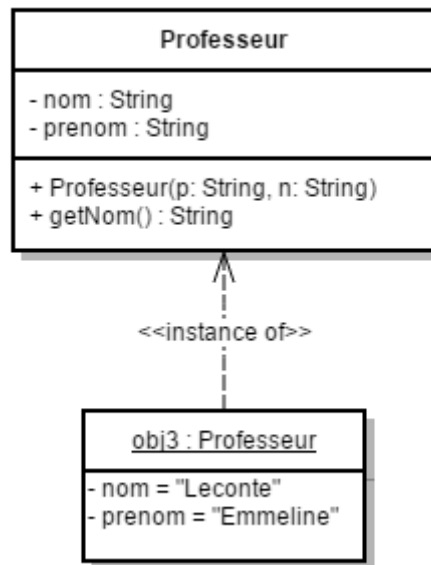 Professeur
- nom : String
- prenom : String
+ Professeur(p: String, n: String)
+ getNom() : String
<<instance of>>
obj3 : Professeur
- nom = "Leconte"
- prenom = "Emmeline"